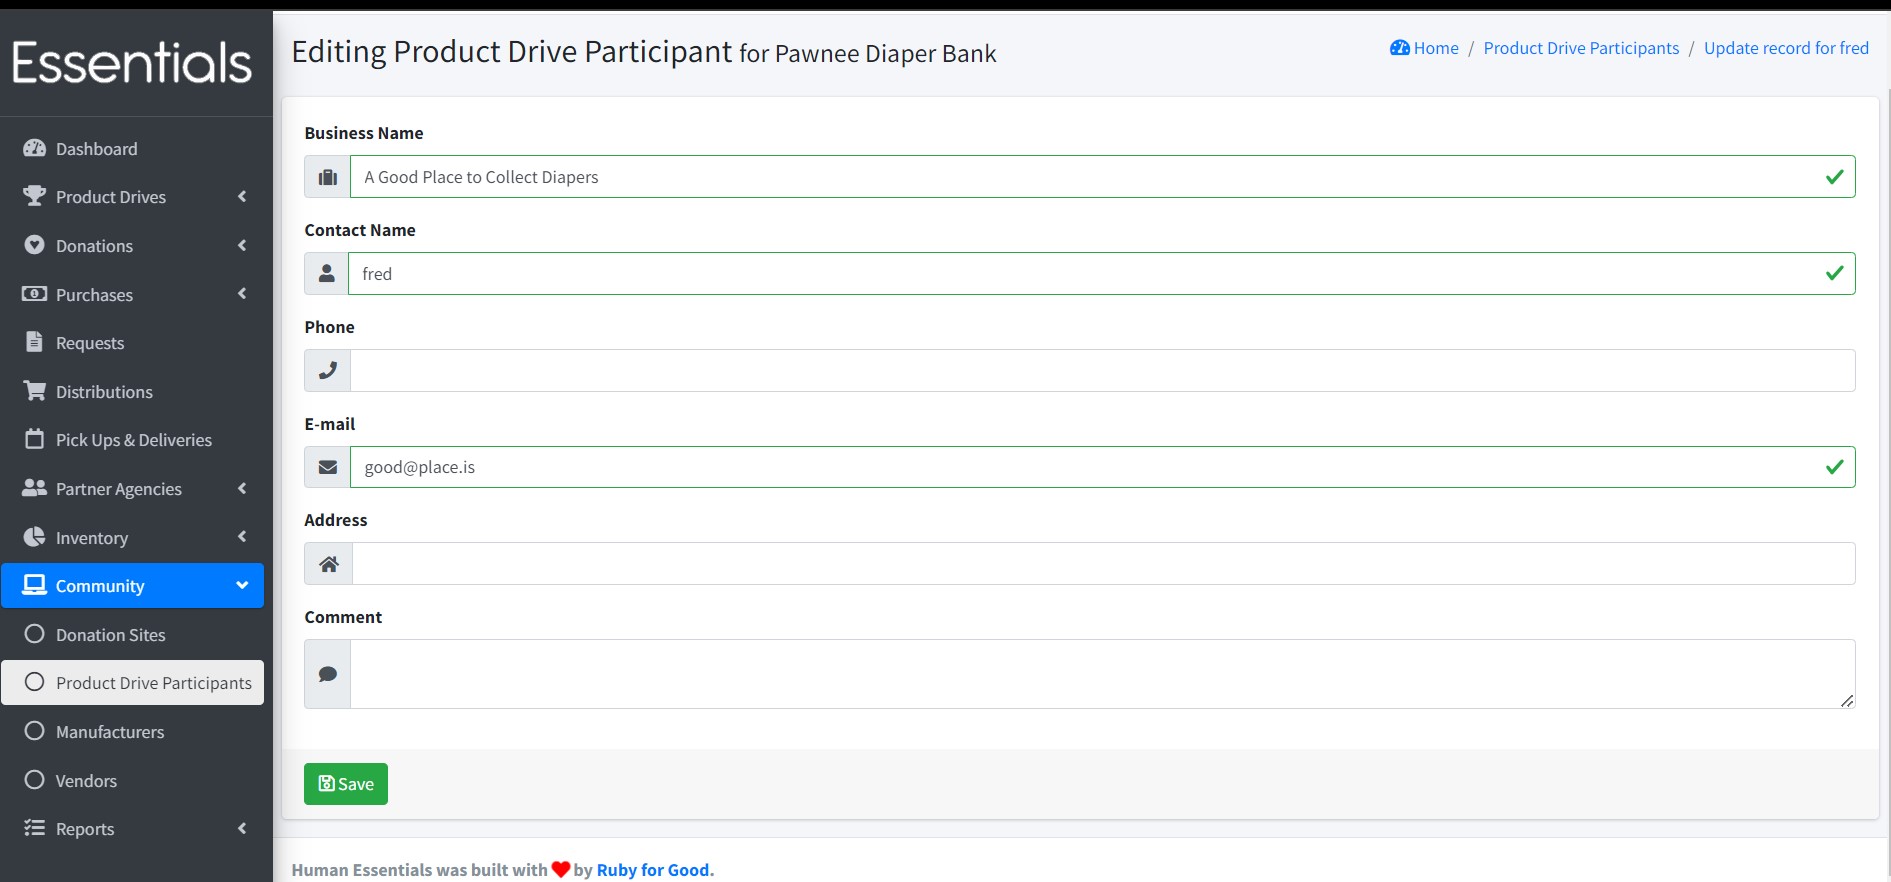 Essentials
Editing Product Drive Participant for Pawnee Diaper Bank
Home / Product Drive Participants / Update record for fred
Dashboard
Product Drives
Donations
Purchases
Requests
Distributions
Pick Ups & Deliveries
Partner Agencies
Inventory
Community
Donation Sites
Product Drive Participants
Manufacturers
Vendors
Reports
Business Name
A Good Place to Collect Diapers
Contact Name
fred
Phone
E-mail
good@place.is
Address
Comment
Save
Human Essentials was built with ❤ by Ruby for Good.